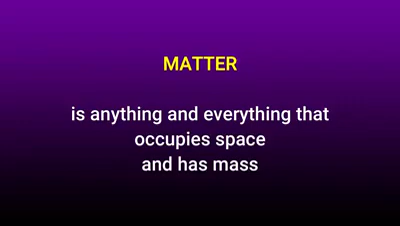 MATTER
is anything and everything that
occupies space
and has mass